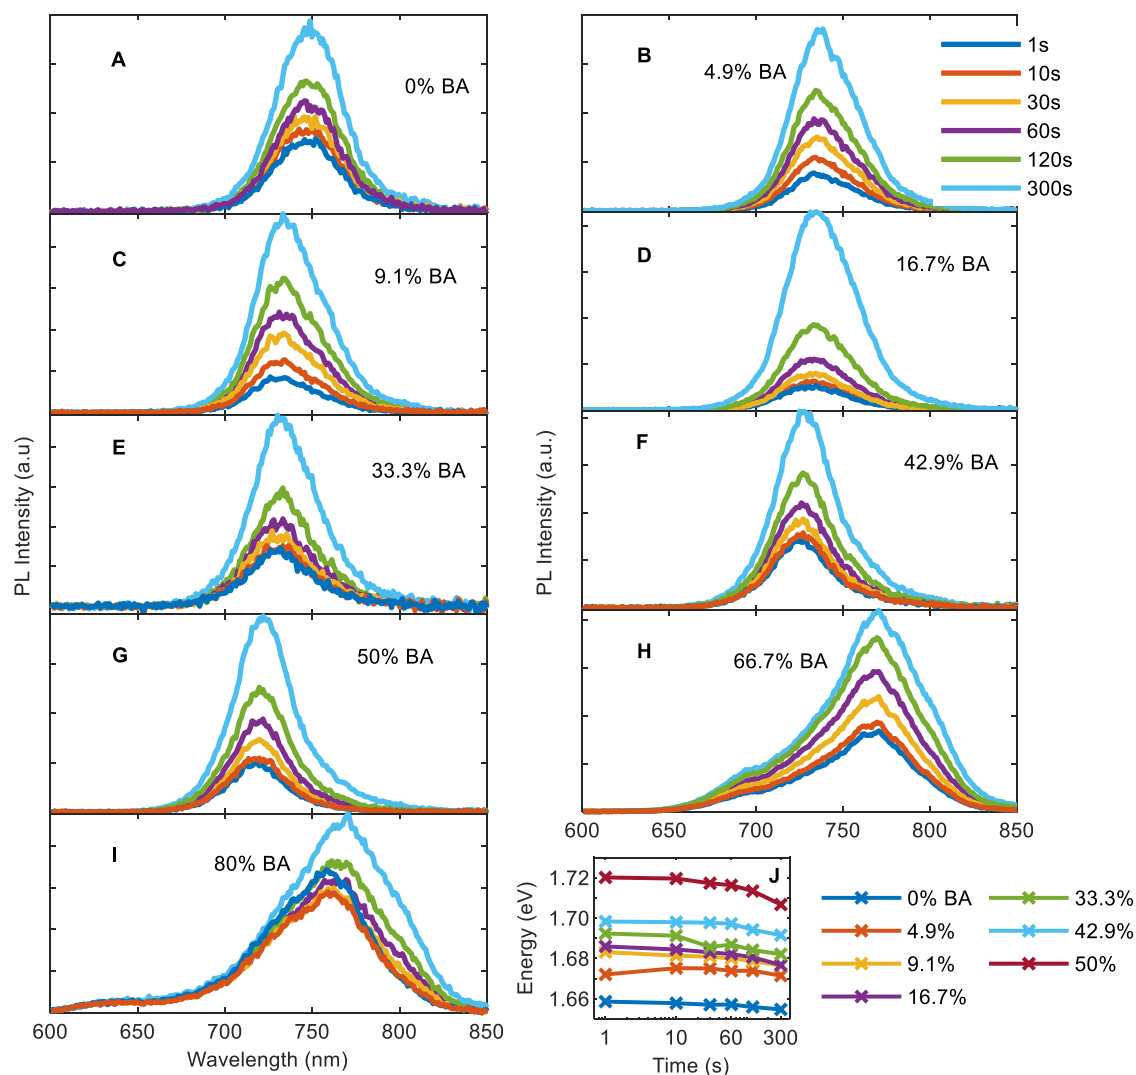 A
0% BA
B
4.9% BA
1s
10s
30s
60s
120s
300s
C
9.1% BA
D
16.7% BA
E
33.3% BA
F
42.9% BA
G
50% BA
H
66.7% BA
600 650 700 750 800 850
I
80% BA
600 650 700 750 800 850
Wavelength (nm)
PL Intensity (a.u)
PL Intensity (a.u.)
J
1.72
1.70
1.68
1.66
Energy (eV)
1 10 60 300
Time (s)
0% BA
4.9%
9.1%
16.7%
33.3%
42.9%
50%